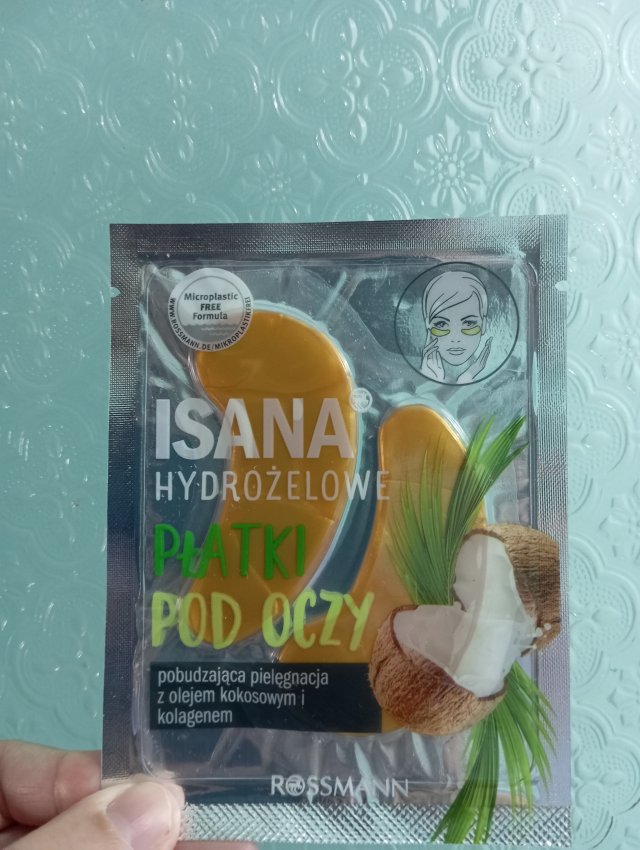 Microplastic
FREE
Formula
WWW.ROSSMANN.DE/MIKROPLASTIKFREI
ISANA
HYDROŻELOWE
PŁATKI
POD OCZY
pobudzająca pielęgnacja
z olejem kokosowym i
kolagenem
ROSSMANN